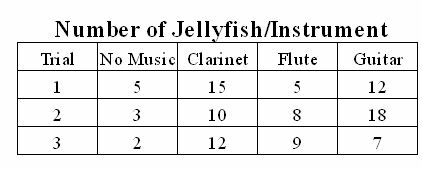 Number of Jellyfish/Instrument
Trial No Music Clarinet Flute Guitar
1 5 15 5 12
2 3 10 8 18
3 2 12 9 7